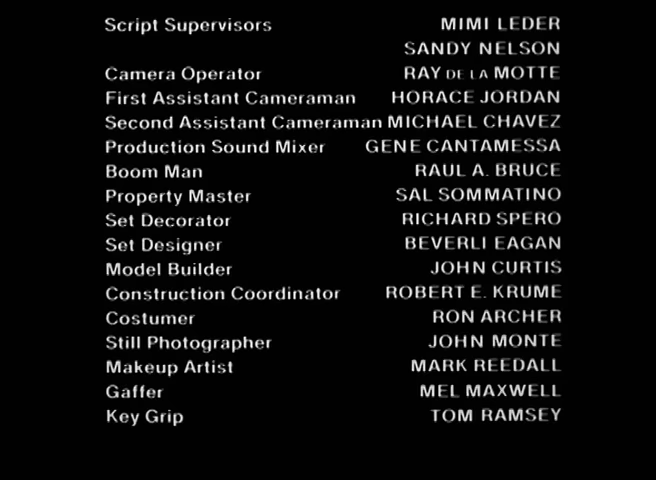 Script Supervisors MIMI LEDER
SANDY NELSON
Camera Operator RAY DE LA MOTTE
First Assistant Cameraman HORACE JORDAN
Second Assistant Cameraman MICHAEL CHAVEZ
Production Sound Mixer GENE CANTAMESSA
Boom Man RAUL A. BRUCE
Property Master SAL SOMMATINO
Set Decorator RICHARD SPERO
Set Designer BEVERLI EAGAN
Model Builder JOHN CURTIS
Construction Coordinator ROBERT E. KRUME
Costumer RON ARCHER
Still Photographer JOHN MONTE
Makeup Artist MARK REEDALL
Gaffer MEL MAXWELL
Key Grip TOM RAMSEY